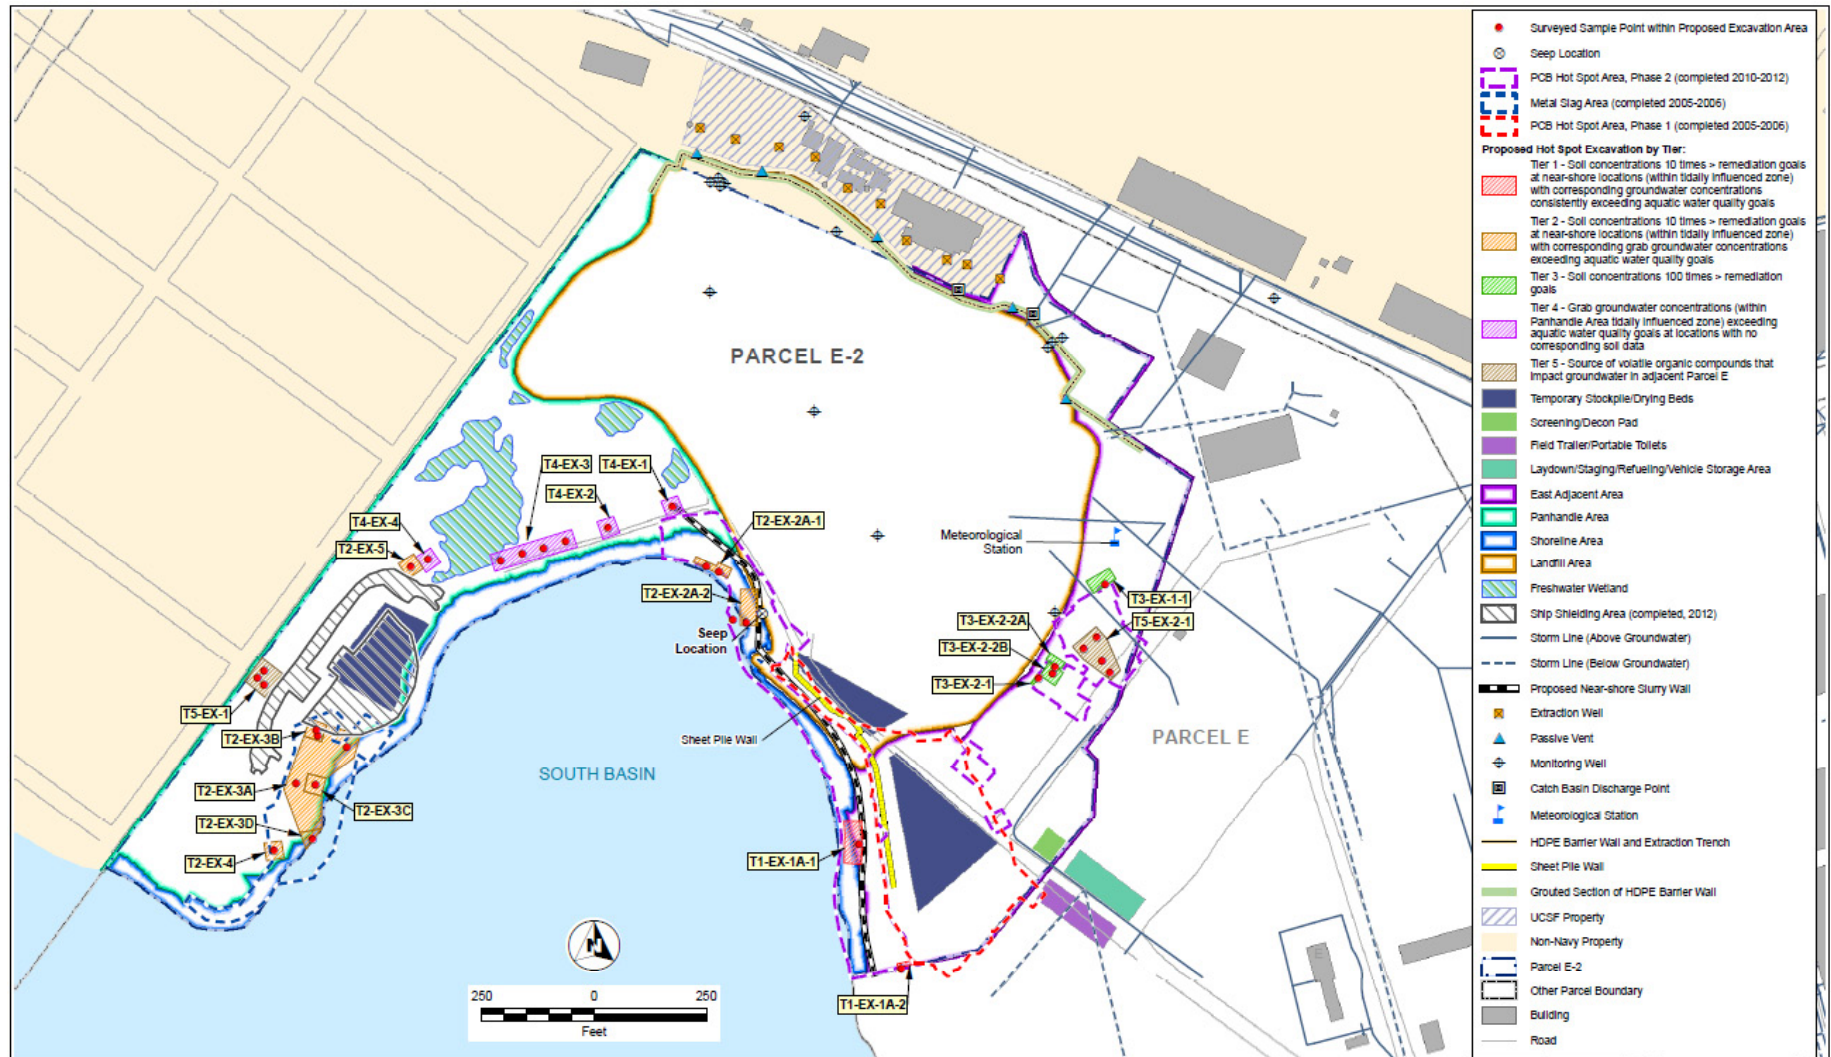 PARCEL E-2
T4-EX-3
T4-EX-1
T4-EX-2
T4-EX-4
T2-EX-5
T2-EX-2A-1
T2-EX-2A-2
Seep
Location
Meteorological
Station
T3-EX-1-1
T3-EX-2-2A
T5-EX-2-1
T3-EX-2-2B
T3-EX-2-1
T5-EX-1
T2-EX-3B
Sheet Pile Wall
PARCEL E
SOUTH BASIN
T2-EX-3A
T2-EX-3C
T2-EX-3D
T2-EX-4
T1-EX-1A-1
T1-EX-1A-2
N
250 0 250
Feet
Surveyed Sample Point within Proposed Excavation Area
Seep Location
PCB Hot Spot Area, Phase 2 (completed 2010-2012)
Metal Slag Area (completed 2005-2006)
PCB Hot Spot Area, Phase 1 (completed 2005-2006)
Proposed Hot Spot Excavation by Tier:
Tier 1 - Soil concentrations 10 times > remediation goals
at near-shore locations (within tidally influenced zone)
with corresponding groundwater concentrations
consistently exceeding aquatic water quality goals
Tier 2 - Soil concentrations 10 times > remediation goals
at near-shore locations (within tidally influenced zone)
with corresponding grab groundwater concentrations
exceeding aquatic water quality goals
Tier 3 - Soil concentrations 100 times > remediation
goals
Tier 4 - Grab groundwater concentrations (within
Panhandle Area tidally influenced zone) exceeding
aquatic water quality goals at locations with no
corresponding soil data
Tier 5 - Source of volatile organic compounds that
impact groundwater in adjacent Parcel E
Temporary Stockpile/Drying Beds
Screening/Decon Pad
Field Trailer/Portable Toilets
Laydown/Staging/Refueling/Vehicle Storage Area
East Adjacent Area
Panhandle Area
Shoreline Area
Landfill Area
Freshwater Wetland
Ship Shielding Area (completed, 2012)
Storm Line (Above Groundwater)
Storm Line (Below Groundwater)
Proposed Near-shore Slurry Wall
Extraction Well
Passive Vent
Monitoring Well
Catch Basin Discharge Point
Meteorological Station
HDPE Barrier Wall and Extraction Trench
Sheet Pile Wall
Grouted Section of HDPE Barrier Wall
UCSF Property
Non-Navy Property
Parcel E-2
Other Parcel Boundary
Building
Road